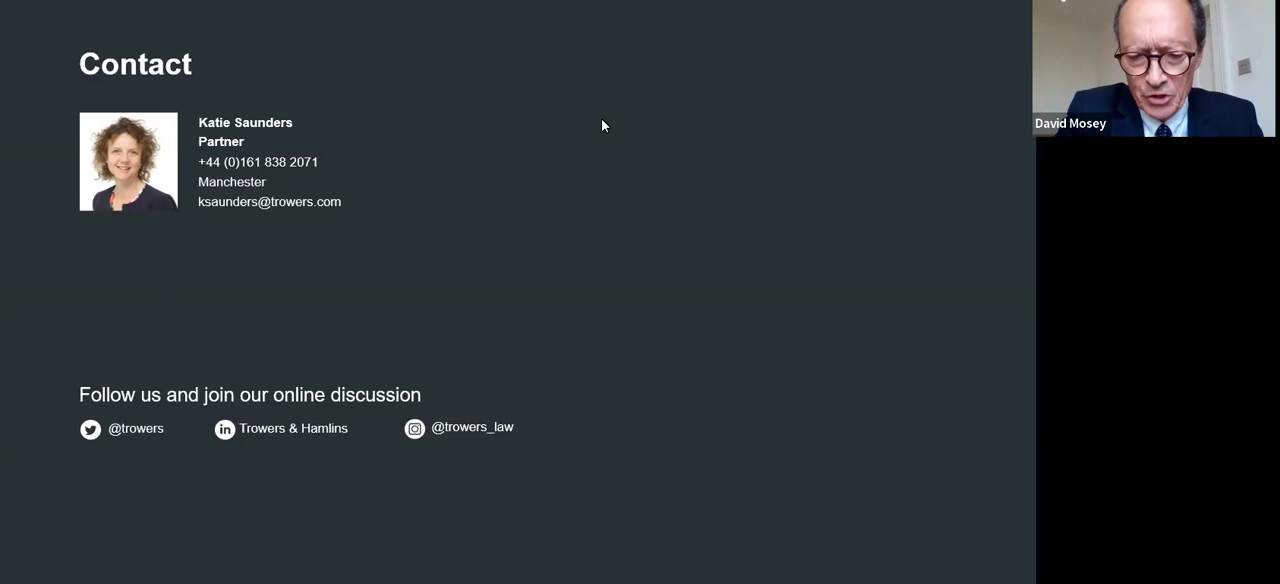 Contact
Katie Saunders
Partner
+44 (0)161 838 2071
Manchester
ksaunders@trowers.com
David Mosey
Follow us and join our online discussion
@trowers
Trowers & Hamlins
@trowers_law